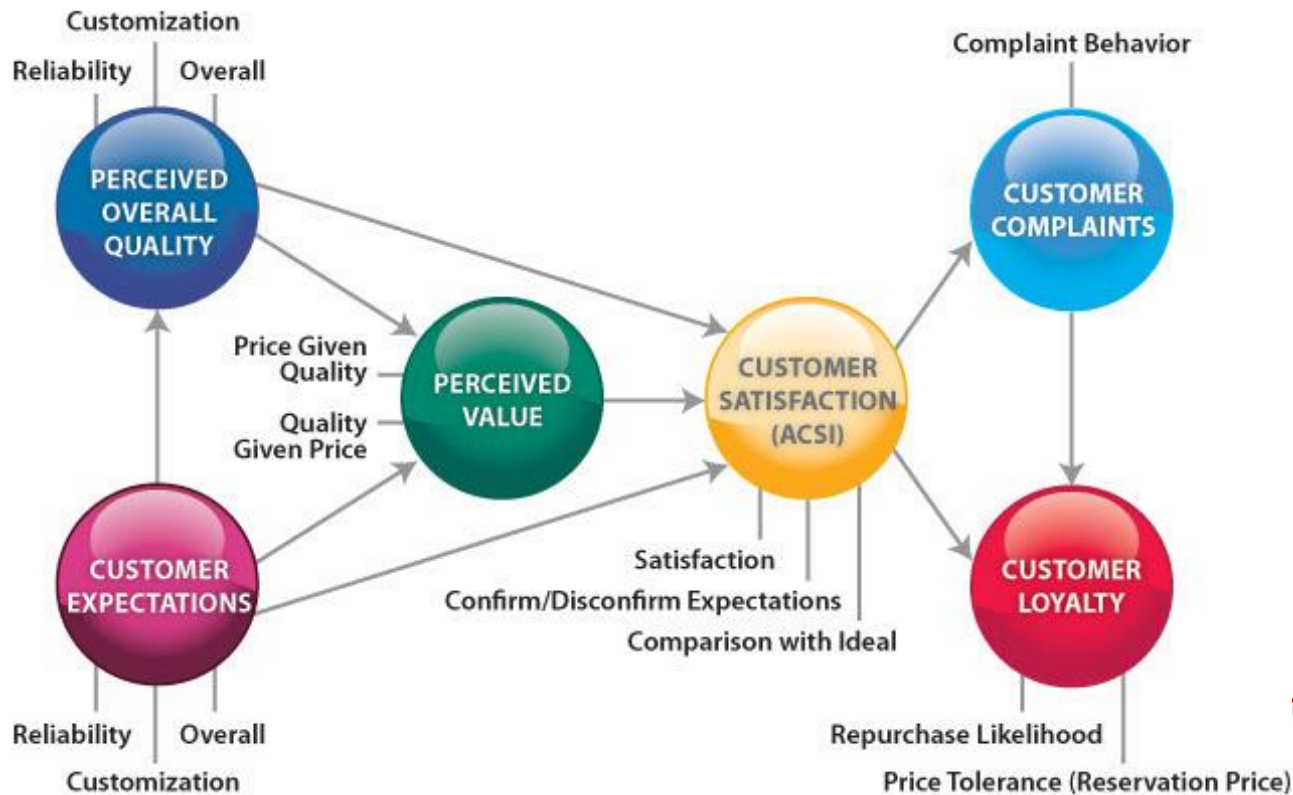 Customization
Reliability
Overall
PERCEIVED
OVERALL
QUALITY
Complaint Behavior
CUSTOMER
COMPLAINTS
Price Given
Quality
Quality
Given Price
PERCEIVED
VALUE
CUSTOMER
SATISFACTION
(ACSI)
Satisfaction
Confirm/Disconfirm Expectations
Comparison with Ideal
CUSTOMER
EXPECTATIONS
Reliability
Overall
Customization
CUSTOMER
LOYALTY
Repurchase Likelihood
Price Tolerance (Reservation Price)